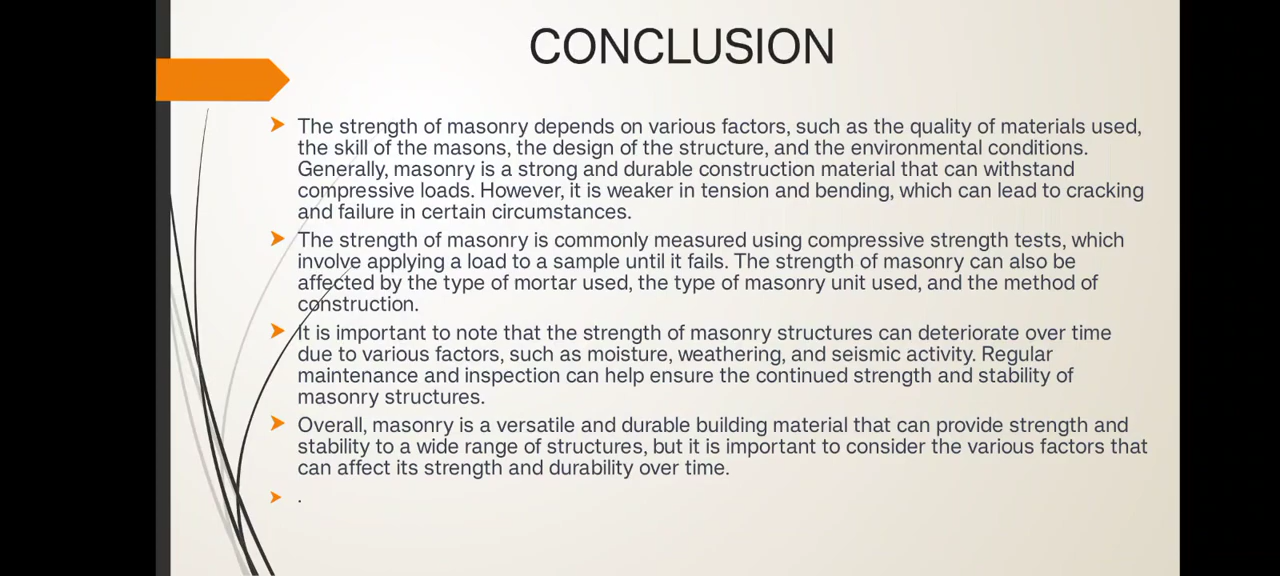 CONCLUSION
The strength of masonry depends on various factors, such as the quality of materials used,
the skill of the masons, the design of the structure, and the environmental conditions.
Generally, masonry is a strong and durable construction material that can withstand
compressive loads. However, it is weaker in tension and bending, which can lead to cracking
and failure in certain circumstances.
The strength of masonry is commonly measured using compressive strength tests, which
involve applying a load to a sample until it fails. The strength of masonry can also be
affected by the type of mortar used, the type of masonry unit used, and the method of
construction.
It is important to note that the strength of masonry structures can deteriorate over time
due to various factors, such as moisture, weathering, and seismic activity. Regular
maintenance and inspection can help ensure the continued strength and stability of
masonry structures.
Overall, masonry is a versatile and durable building material that can provide strength and
stability to a wide range of structures, but it is important to consider the various factors that
can affect its strength and durability over time.
.